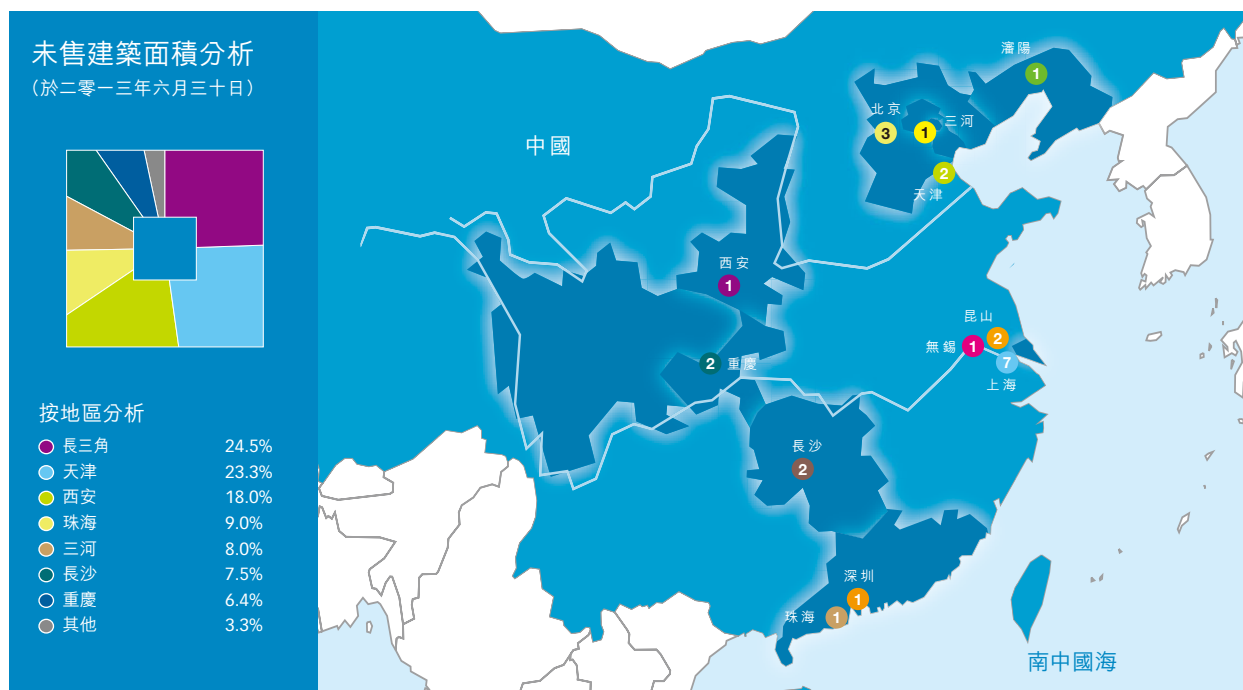 未售建築面積分析
（於二零一三年六月三十日）
按地區分析
長三角 24.5%
天津 23.3%
西安 18.0%
珠海 9.0%
三河 8.0%
長沙 7.5%
重慶 6.4%
其他 3.3%
中國
瀋陽
1
北京
3
三河
1
2
天津
西安
1
昆山
2
無錫 1
7
上海
2 重慶
長沙
2
深圳
1
珠海 1
南中國海